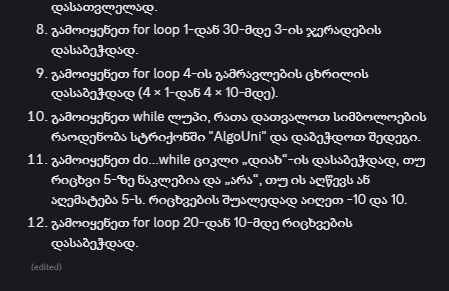 დასათვლელად.
8. გამოიყენეთ for loop 1-დან 30-მდე 3-ის ჯერადების
დასაბეჭდად.
9. გამოიყენეთ for loop 4-ის გამრავლების ცხრილის
დასაბეჭდად (4 × 1-დან 4 × 10-მდე).
10. გამოიყენეთ while ლუპი, რათა დათვალოთ სიმბოლოების
რაოდენობა სტრიქონში "AlgoUni" და დაბეჭდოთ შედეგი.
11. გამოიყენეთ do...while ციკლი „დიახ“-ის დასაბეჭდად, თუ
რიცხვი 5-ზე ნაკლებია და „არა“, თუ ის აღწევს ან
აღემატება 5-ს. რიცხვების შუალედად აიღეთ -10 და 10.
12. გამოიყენეთ for loop 20-დან 10-მდე რიცხვების
დასაბეჭდად.
(edited)